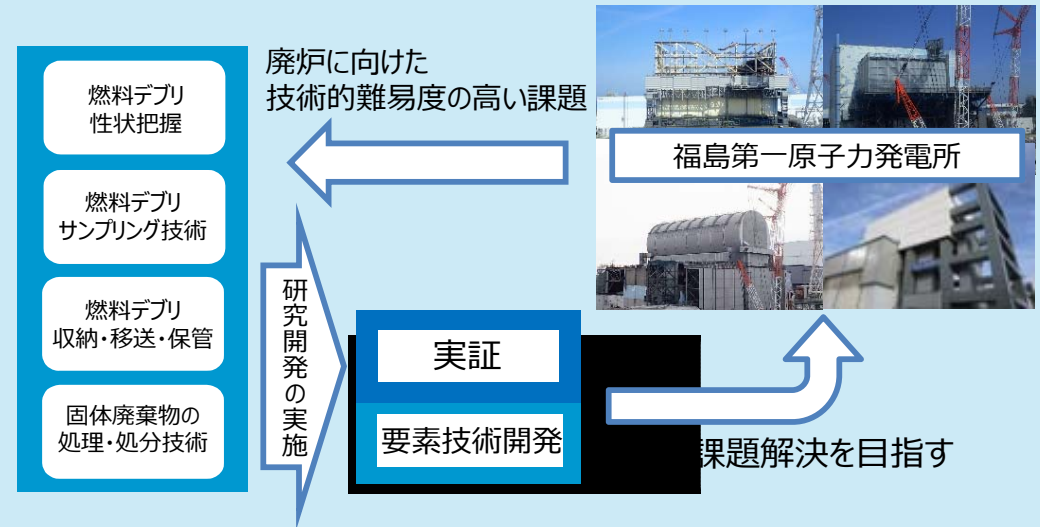 廃炉に向けた
技術的難易度の高い課題
福島第一原子力発電所
燃料デブリ
性状把握
燃料デブリ
サンプリング技術
燃料デブリ
収納・移送・保管
固体廃棄物の
処理・処分技術
研究開発の実施
実証
要素技術開発
課題解決を目指す